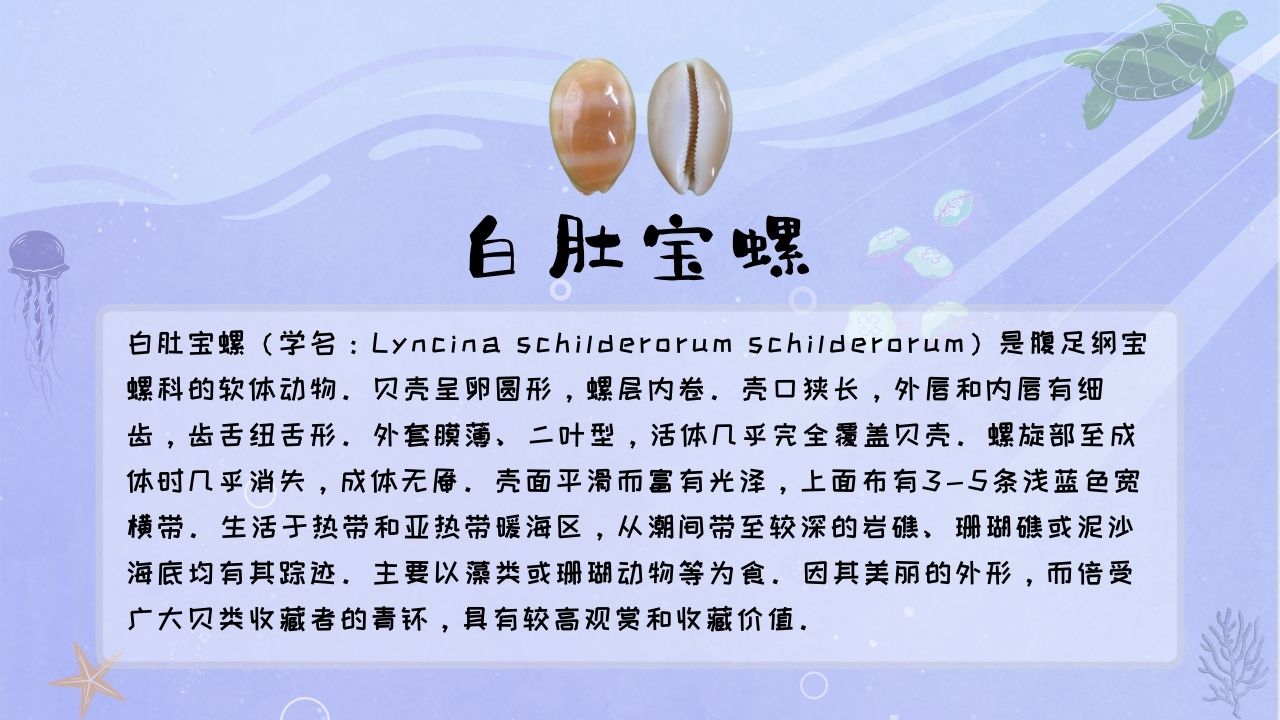 白肚宝螺
白肚宝螺（学名：Lyncina schilderorum schilderorum）是腹足纲宝
螺科的软体动物．贝壳呈卵圆形，螺层内卷．壳口狭长，外唇和内唇有细
齿，齿舌纽舌形．外套膜薄、二叶型，活体几乎完全覆盖贝壳．螺旋部至成
体时几乎消失，成体无厣．壳面平滑而富有光泽，上面布有3-5条浅蓝色宽
横带．生活于热带和亚热带暖海区，从潮间带至较深的岩礁、珊瑚礁或泥沙
海底均有其踪迹．主要以藻类或珊瑚动物等为食．因其美丽的外形，而倍受
广大贝类收藏者的青钚，具有较高观赏和收藏价值．